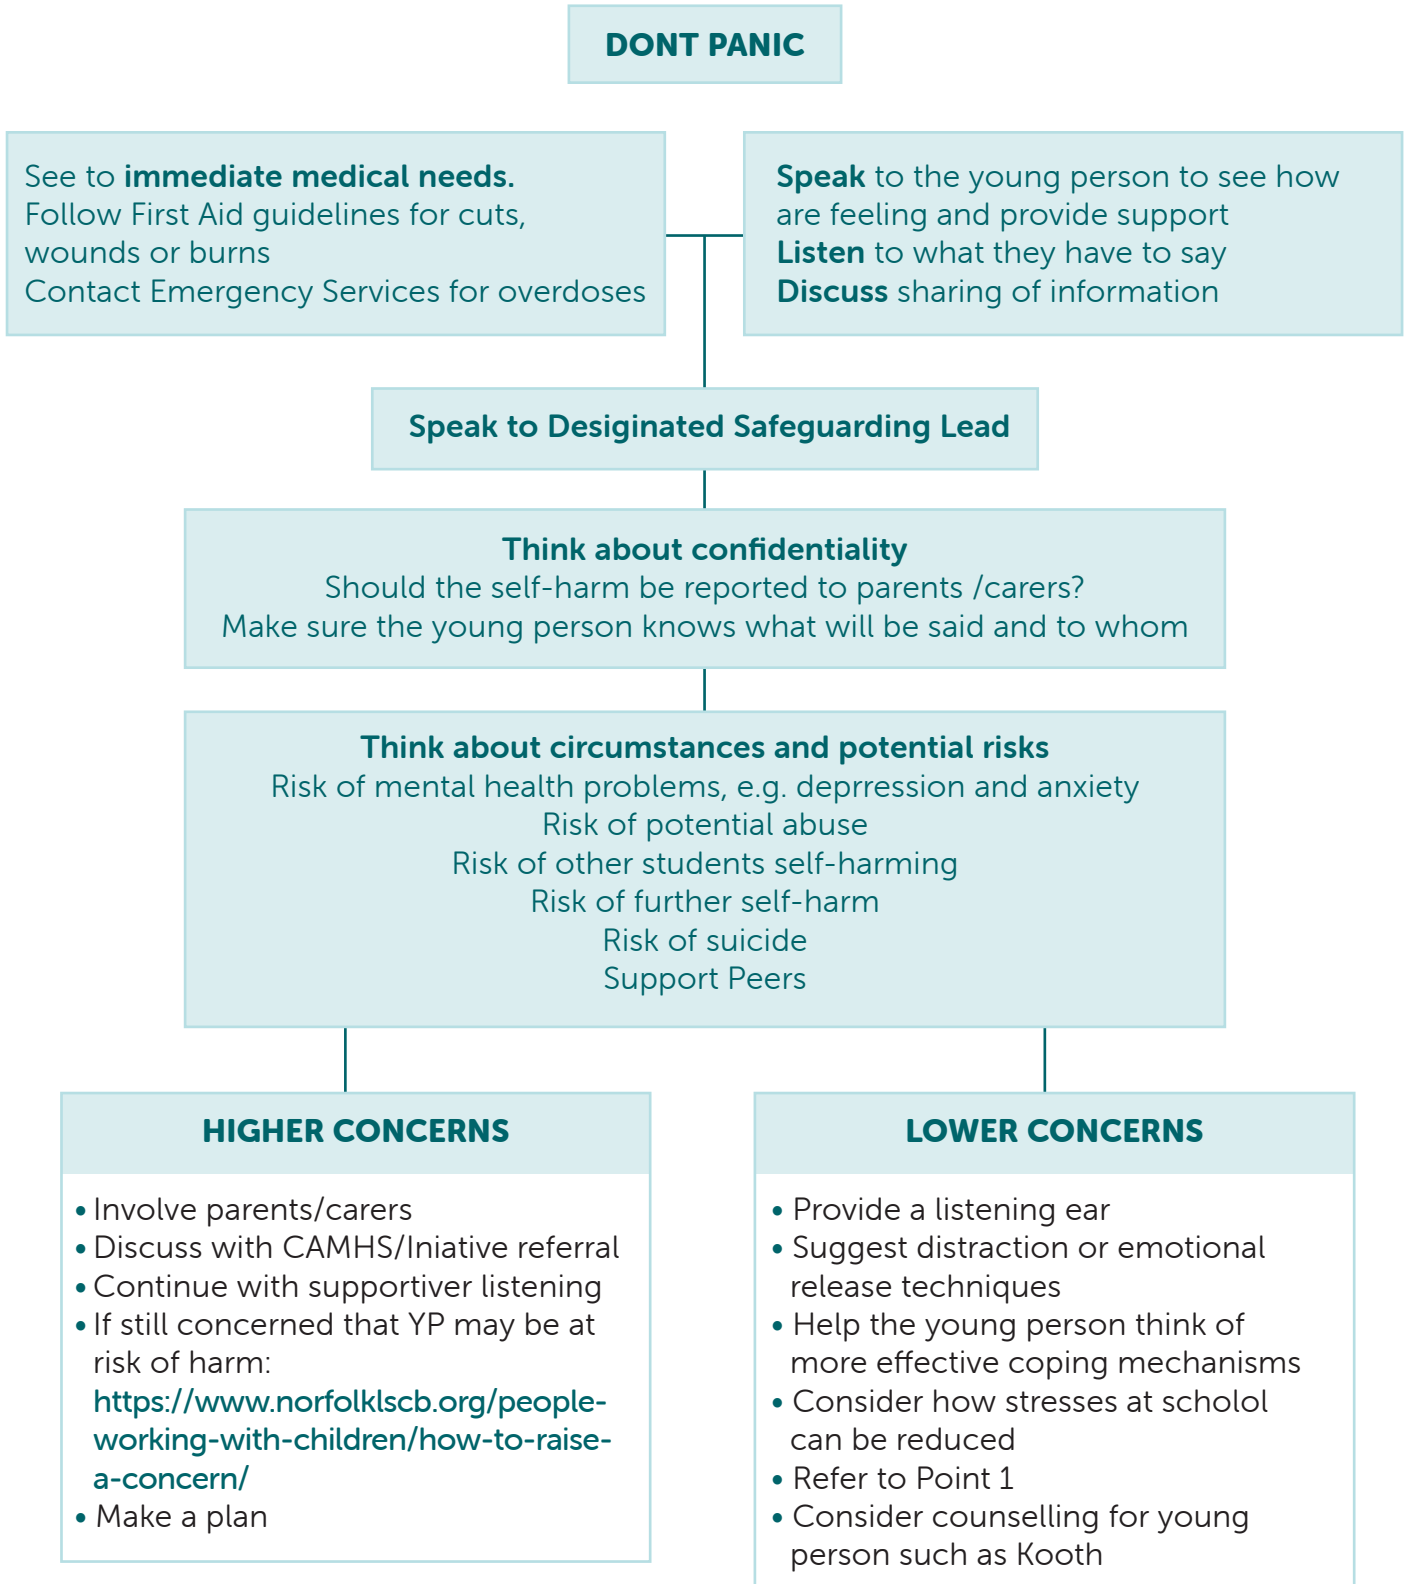 DONT PANIC
See to immediate medical needs.
Follow First Aid guidelines for cuts,
wounds or burns
Contact Emergency Services for overdoses
Speak to the young person to see how
are feeling and provide support
Listen to what they have to say
Discuss sharing of information
Speak to Desiginated Safeguarding Lead
Think about confidentiality
Should the self-harm be reported to parents /carers?
Make sure the young person knows what will be said and to whom
Think about circumstances and potential risks
Risk of mental health problems, e.g. deprression and anxiety
Risk of potential abuse
Risk of other students self-harming
Risk of further self-harm
Risk of suicide
Support Peers
HIGHER CONCERNS
• Involve parents/carers
• Discuss with CAMHS/Iniative referral
• Continue with supportiver listening
• If still concerned that YP may be at
risk of harm:
https://www.norfolklscb.org/people-
working-with-children/how-to-raise-
a-concern/
• Make a plan
LOWER CONCERNS
• Provide a listening ear
• Suggest distraction or emotional
release techniques
• Help the young person think of
more effective coping mechanisms
• Consider how stresses at scholol
can be reduced
• Refer to Point 1
• Consider counselling for young
person such as Kooth